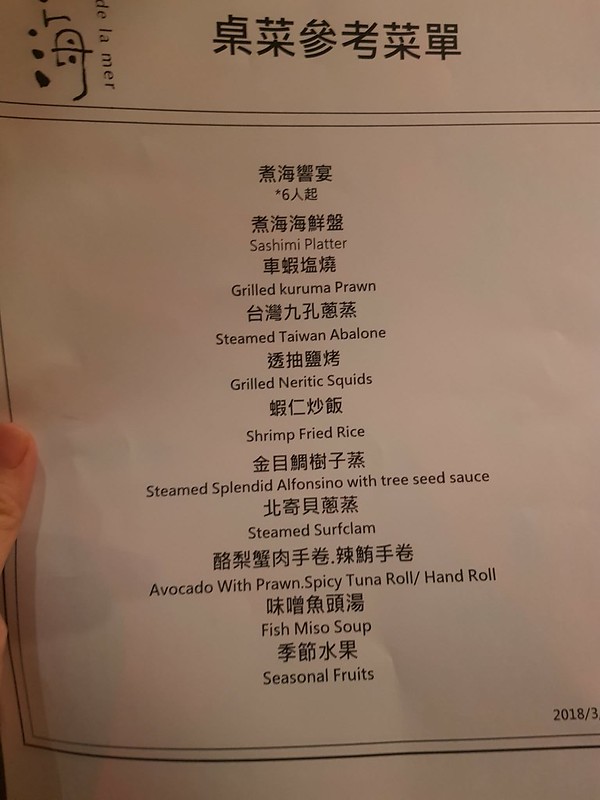 海
de la mer
桌菜參考菜單
煮海響宴
*6人起
煮海海鮮盤
Sashimi Platter
車蝦塩燒
Grilled kuruma Prawn
台灣九孔蔥蒸
Steamed Taiwan Abalone
透抽鹽烤
Grilled Neritic Squids
蝦仁炒飯
Shrimp Fried Rice
金目鯛樹子蒸
Steamed Splendid Alfonsino with tree seed sauce
北寄貝蔥蒸
Steamed Surfclam
酪梨蟹肉手卷.辣鮪手卷
Avocado With Prawn.Spicy Tuna Roll/ Hand Roll
味噌魚頭湯
Fish Miso Soup
季節水果
Seasonal Fruits
2018/3